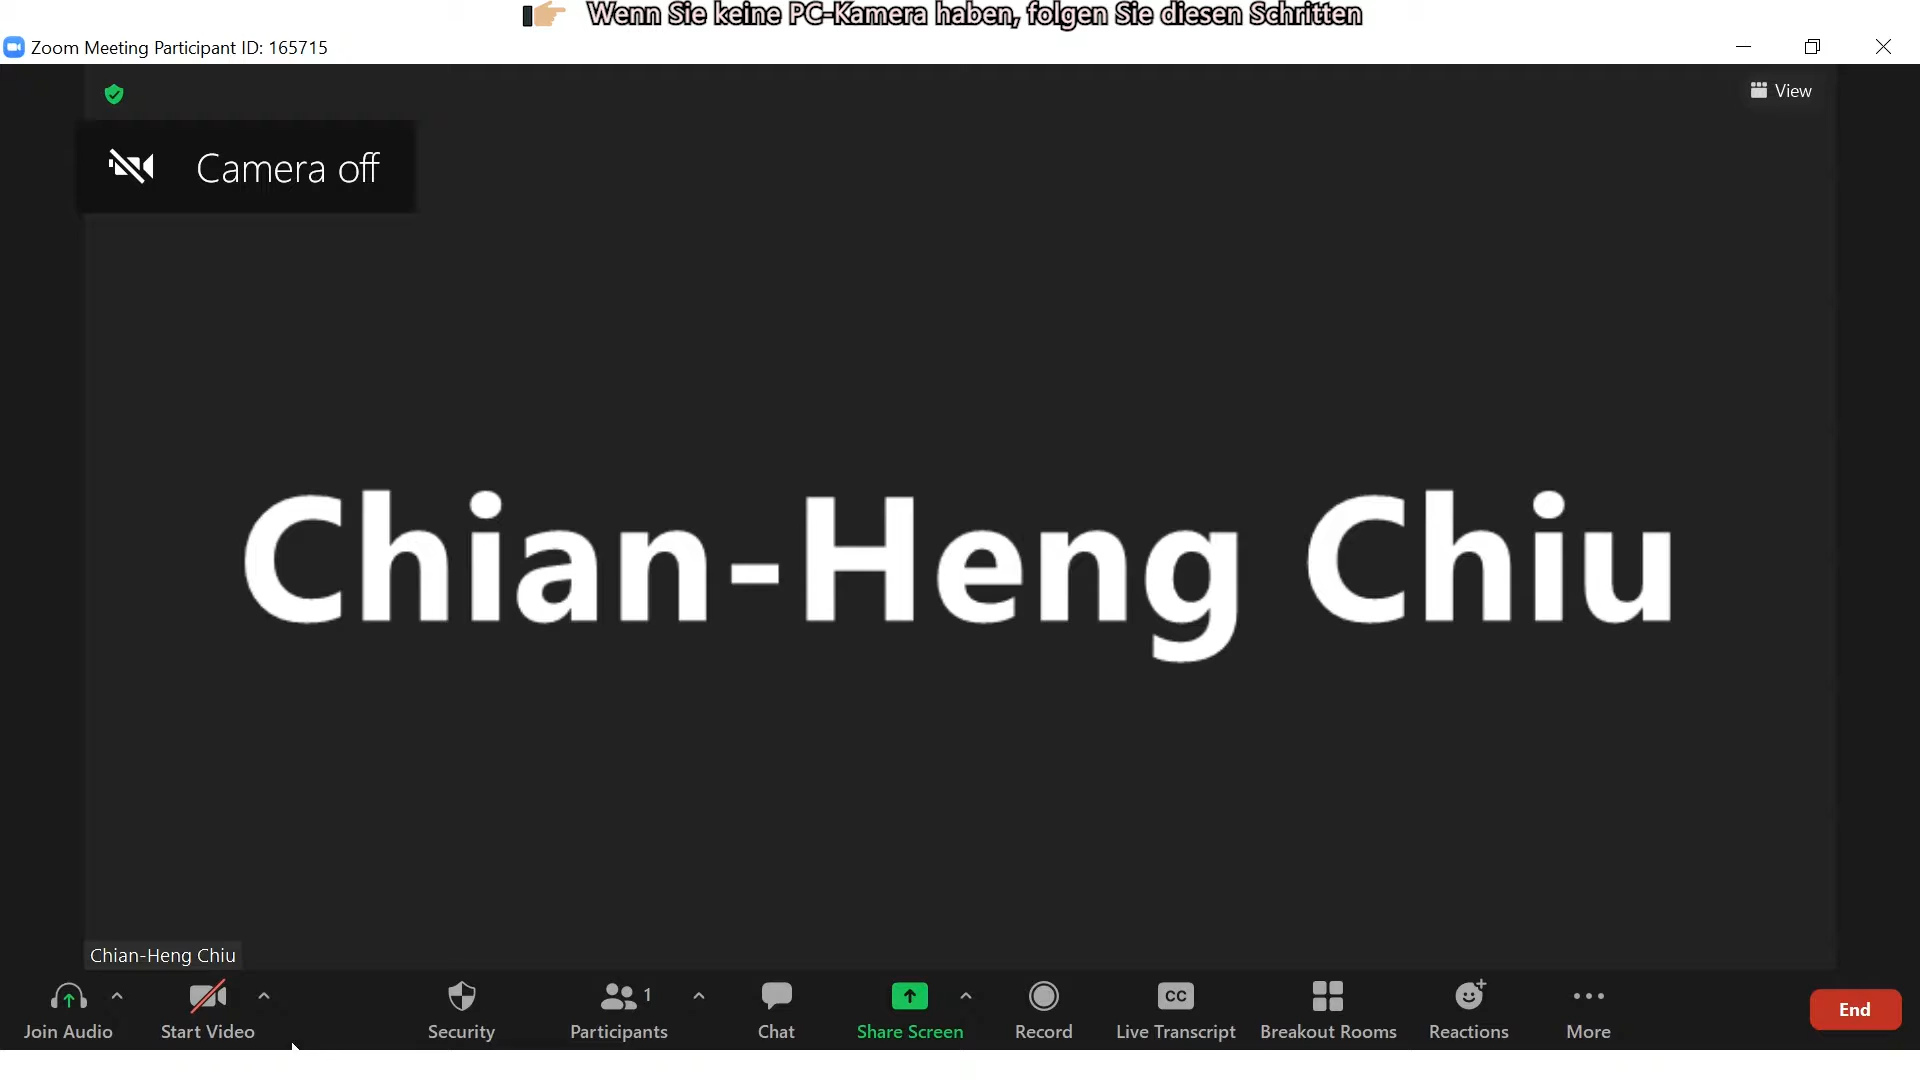 Wenn Sie keine PC-Kamera haben, folgen Sie diesen Schritten
Zoom Meeting Participant ID: 165715
View
Camera off
Chian-Heng Chiu
Chian-Heng Chiu
Join Audio
Start Video
Security
Participants 1
Chat
Share Screen
Record
CC Live Transcript
Breakout Rooms
Reactions
More
End